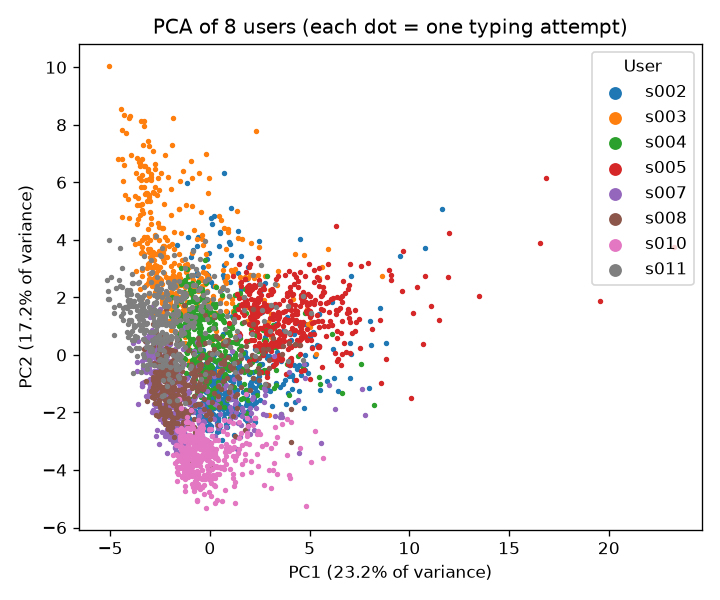 PCA of 8 users (each dot = one typing attempt)
User
s002
s003
s004
s005
s007
s008
s010
s011
PC2 (17.2% of variance)
10
8
6
4
2
0
−2
−4
−6
−5
0
5
10
15
20
PC1 (23.2% of variance)